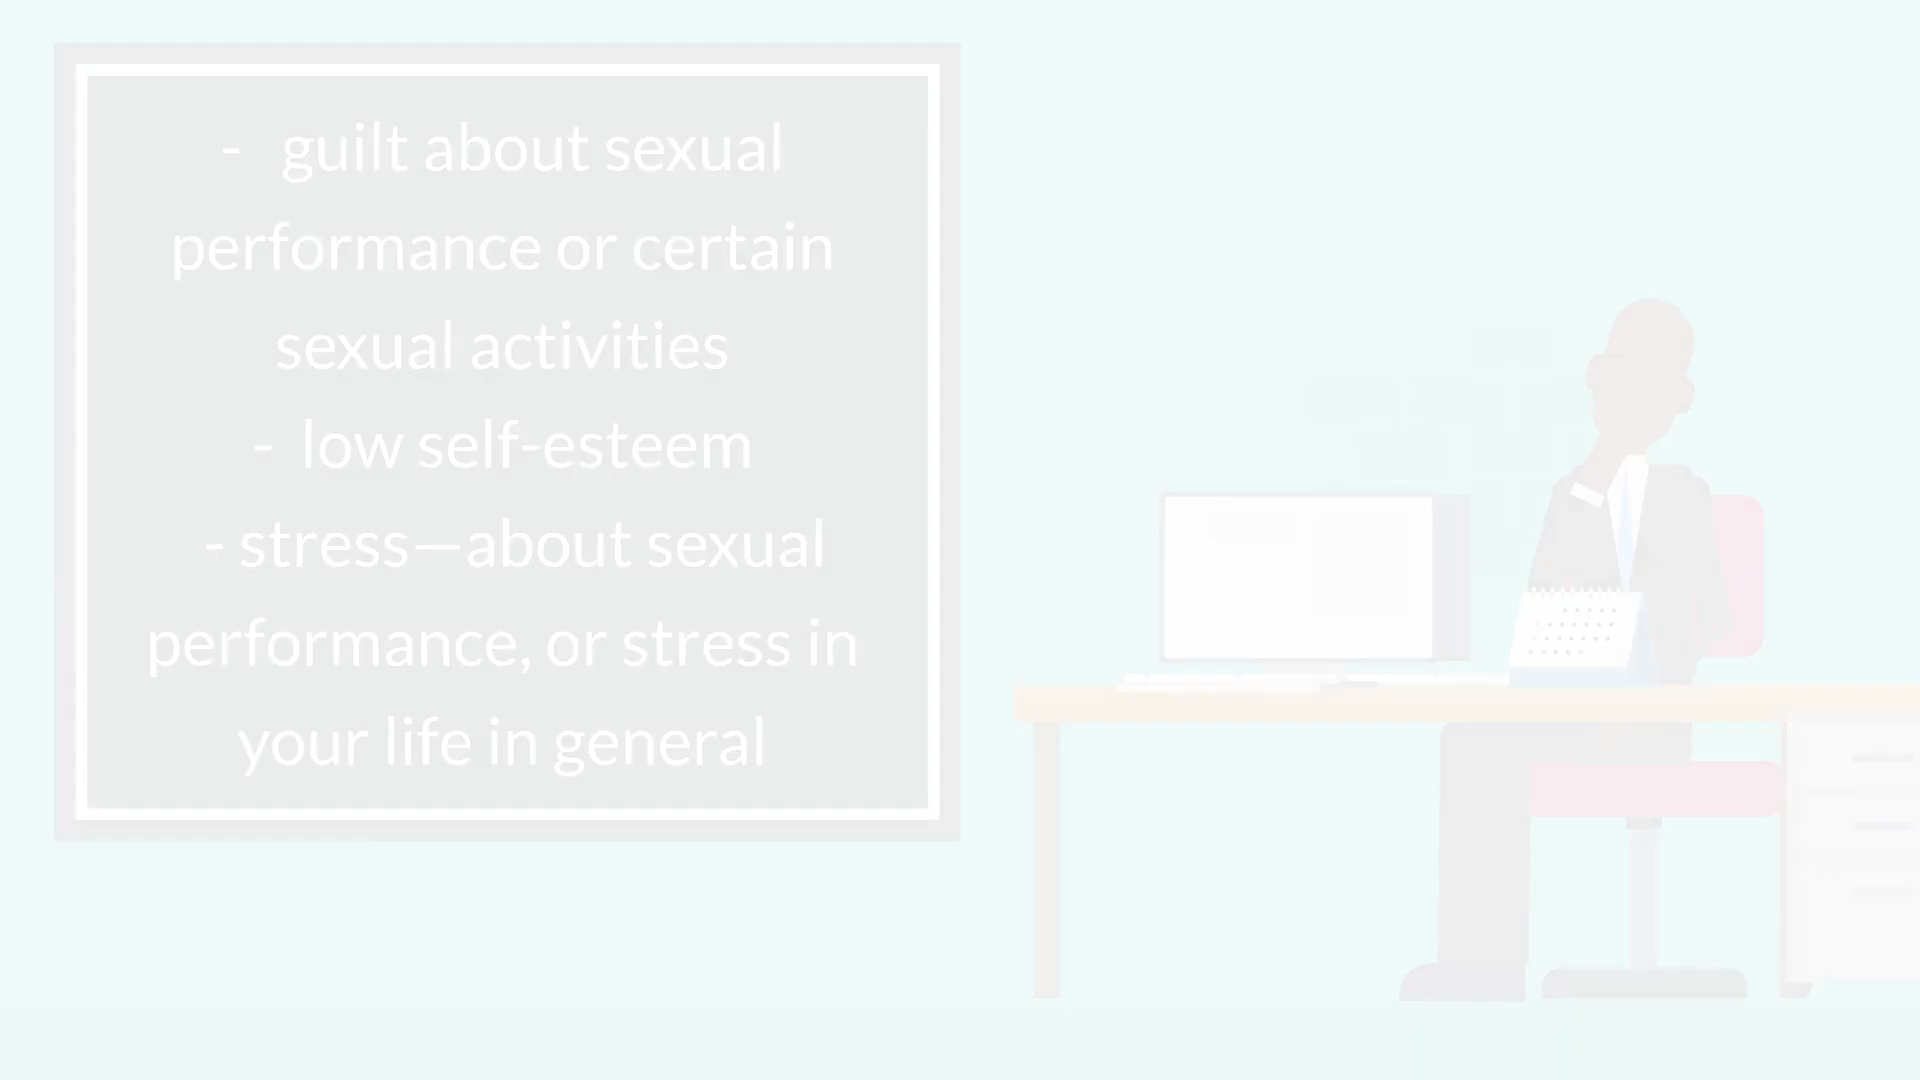 - guilt about sexual
performance or certain
sexual activities
- low self-esteem
- stress—about sexual
performance, or stress in
your life in general